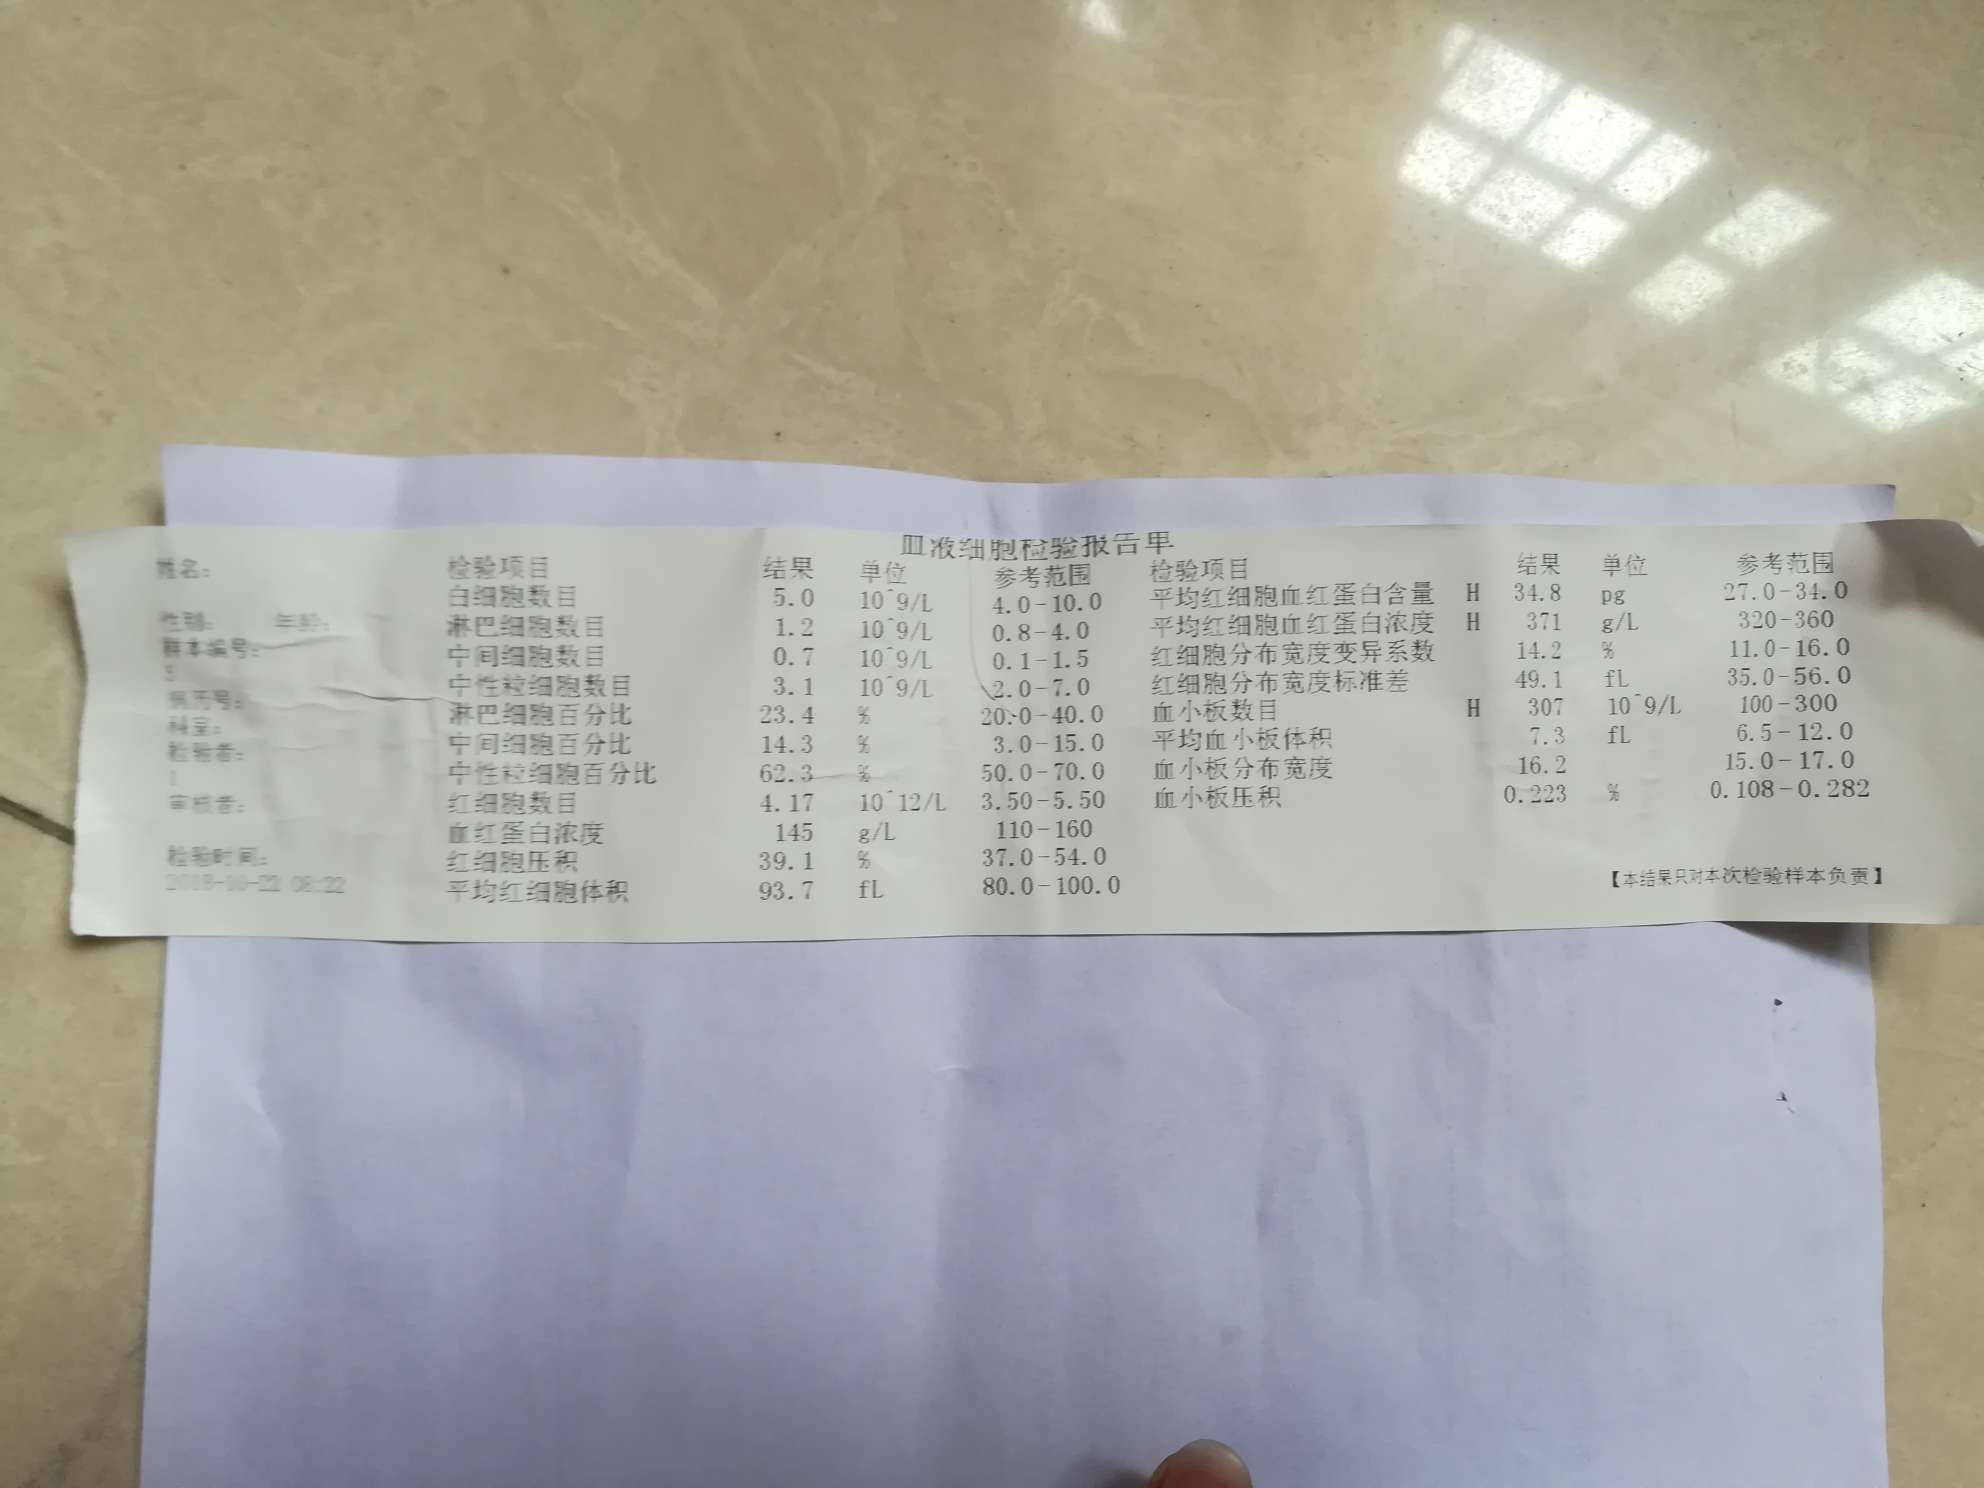 血液细胞检验报告单
姓名:
性别: 年龄:
样本编号:
5
病历号:
科室:
检验者:
1
审核者:
检验时间:
2018-10-22 08:22
检验项目 结果 单位 参考范围
白细胞数目 5.0 10^9/L 4.0-10.0
淋巴细胞数目 1.2 10^9/L 0.8-4.0
中间细胞数目 0.7 10^9/L 0.1-1.5
中性粒细胞数目 3.1 10^9/L 2.0-7.0
淋巴细胞百分比 23.4 % 20.0-40.0
中间细胞百分比 14.3 % 3.0-15.0
中性粒细胞百分比 62.3 % 50.0-70.0
红细胞数目 4.17 10^12/L 3.50-5.50
血红蛋白浓度 145 g/L 110-160
红细胞压积 39.1 % 37.0-54.0
平均红细胞体积 93.7 fL 80.0-100.0
检验项目 结果 单位 参考范围
平均红细胞血红蛋白含量 H 34.8 pg 27.0-34.0
平均红细胞血红蛋白浓度 H 371 g/L 320-360
红细胞分布宽度变异系数 14.2 % 11.0-16.0
红细胞分布宽度标准差 49.1 fL 35.0-56.0
血小板数目 H 307 10^9/L 100-300
平均血小板体积 7.3 fL 6.5-12.0
血小板分布宽度 16.2 15.0-17.0
血小板压积 0.223 % 0.108-0.282
【本结果只对本次检验样本负责】